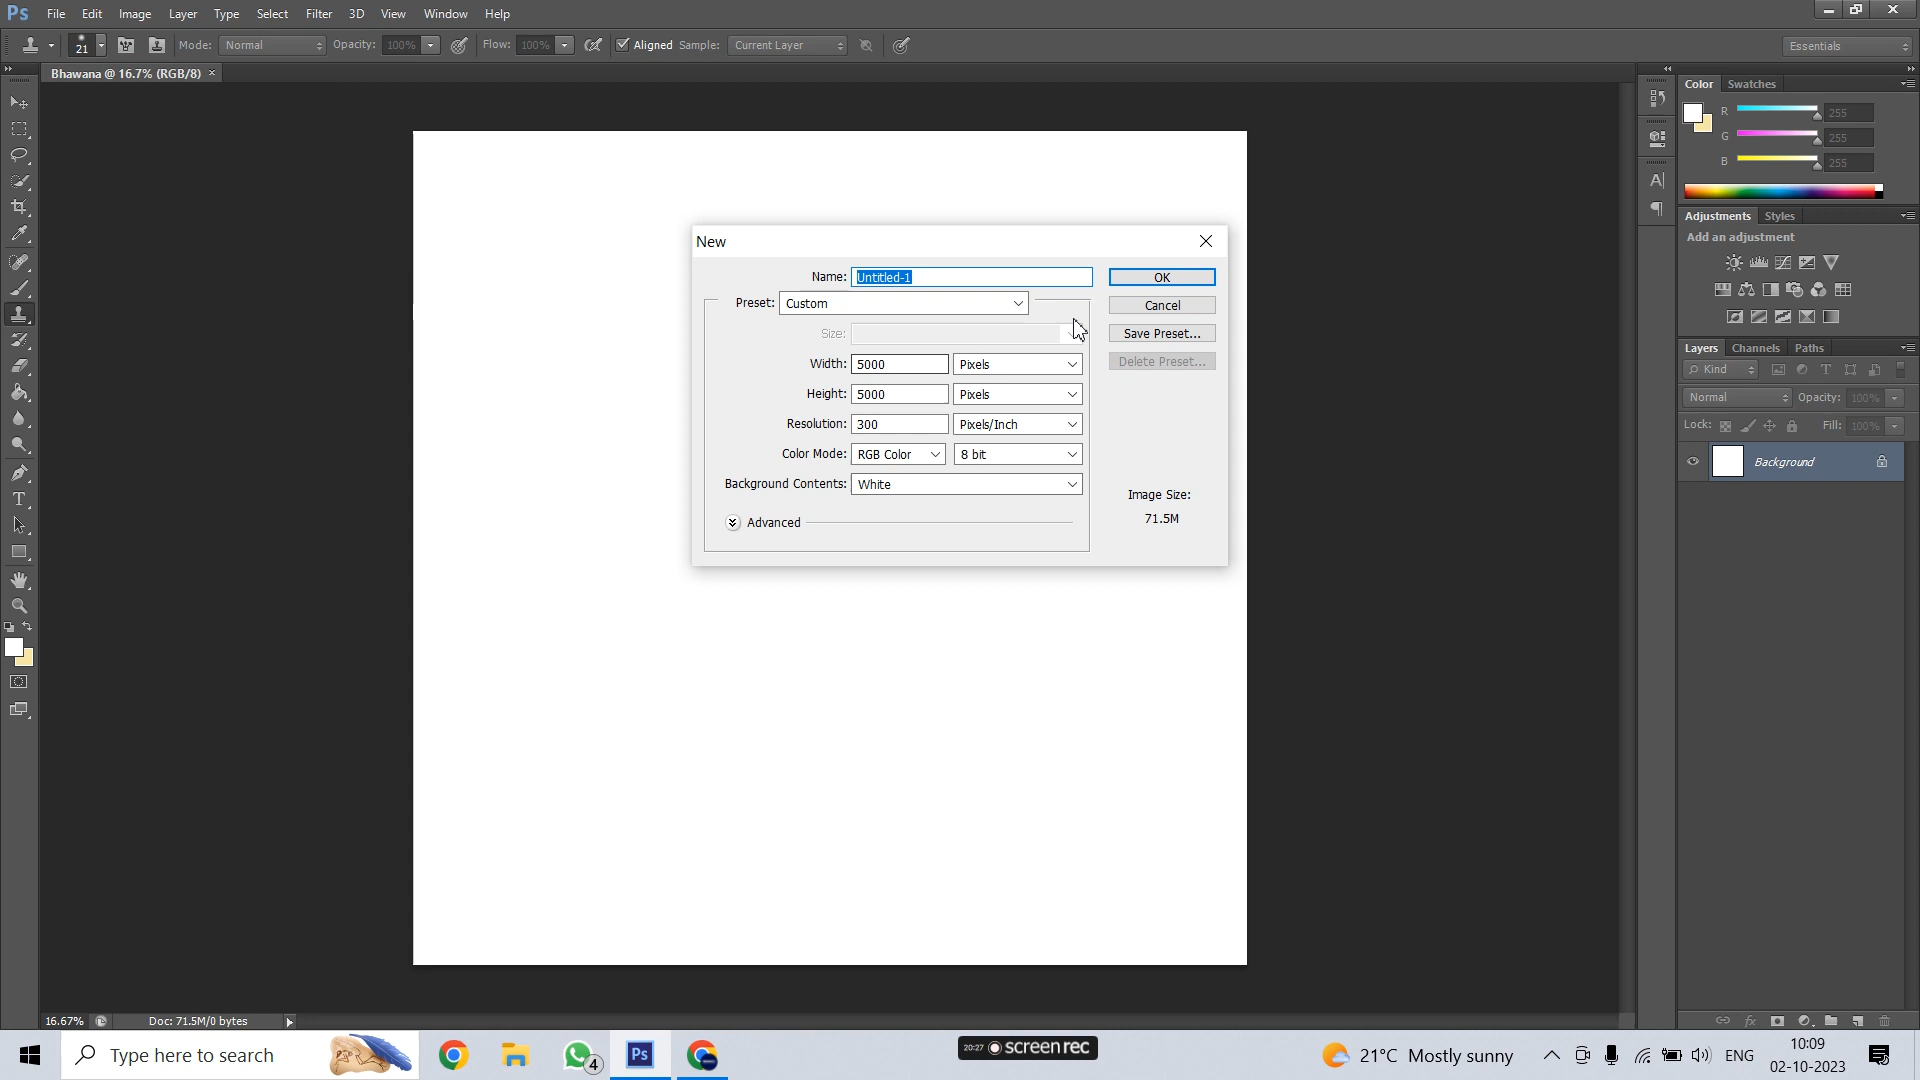 Ps File Edit Image Layer Type Select Filter 3D View Window Help
21 Mode: Normal Opacity: 100% Flow: 100% Aligned Sample: Current Layer Essentials
Bhawana @ 16.7% (RGB/8) ×
Color Swatches
R 255
G 255
B 255
Adjustments Styles
Add an adjustment
Layers Channels Paths
Kind T
Normal Opacity: 100%
Lock: Fill: 100%
Background
New
Name: Untitled-1 OK
Preset: Custom Cancel
Size: Save Preset...
Width: 5000 Pixels Delete Preset...
Height: 5000 Pixels
Resolution: 300 Pixels/Inch
Color Mode: RGB Color 8 bit
Background Contents: White
Image Size:
71.5M
Advanced
16.67% Doc: 71.5M/0 bytes
Type here to search 4 Ps 20:27 screen rec 21°C Mostly sunny ENG 10:09
02-10-2023